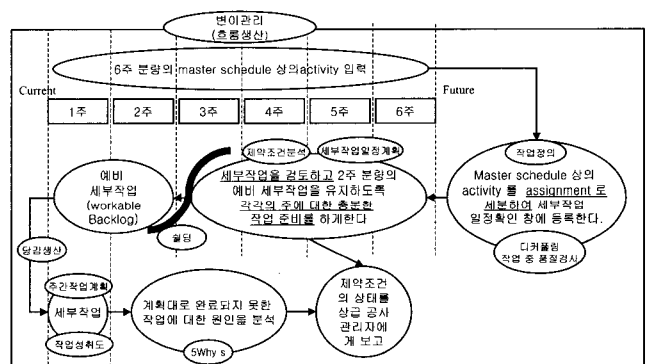 변이관리
(흐름생산)
6주 분량의 master schedule 상의activity 입력
Current
Future
1주
2주
3주
4주
5주
6주
제약조건분석
세부작업일정계획
작업정의
예비
세부작업
(workable
Backlog)
세부작업을 검토하고 2주 분량의
예비 세부작업을 유지하도록
각각의 주에 대한 충분한
작업 준비를 하게한다
Master schedule 상의
activity 를 assignment 로
세분하여 세부작업
일정확인 창에 등록한다.
쉴딩
당김생산
디커플링
작업 중 품질검사
주간작업계획
세부작업
작업성취도
계획대로 완료되지 못한
작업에 대한 원인을 분석
5Why s
제약조건
의 상태를
상급 공사
관리자에
게 보고